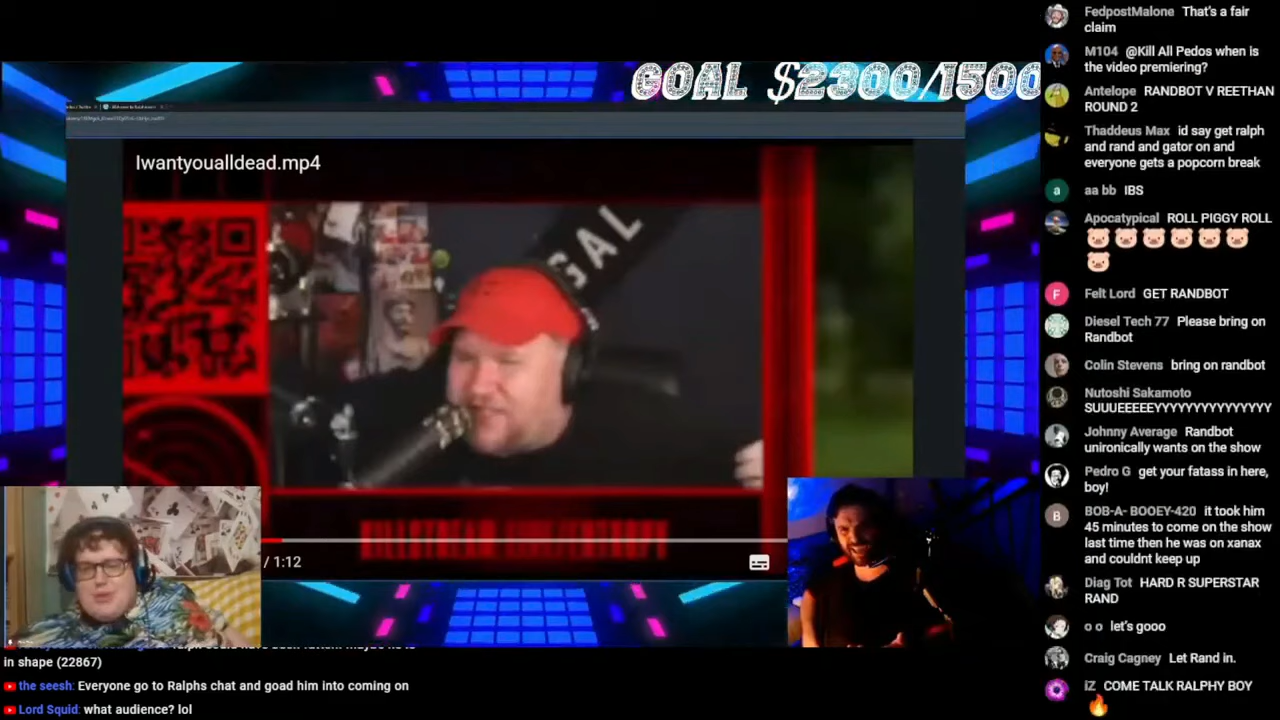 GOAL $2300/1500
Iwantyoualldead.mp4
GAL
/ 1:12
in shape (22867)
the seesh: Everyone go to Ralphs chat and goad him into coming on
Lord Squid: what audience? lol
FedpostMalone That's a fair
claim
M104 @Kill All Pedos when is
the video premiering?
Antelope RANDBOT V REETHAN
ROUND 2
Thaddeus Max id say get ralph
and rand and gator on and
everyone gets a popcorn break
a
aa bb IBS
Apocatypical ROLL PIGGY ROLL
🐷🐷🐷🐷🐷🐷
🐷
F
Felt Lord GET RANDBOT
Diesel Tech 77 Please bring on
Randbot
Colin Stevens bring on randbot
Nutoshi Sakamoto
SUUUEEEEEYYYYYYYYYYYYYYY
Johnny Average Randbot
unironically wants on the show
Pedro G get your fatass in here,
boy!
B
BOB-A- BOOEY-420 it took him
45 minutes to come on the show
last time then he was on xanax
and couldnt keep up
Diag Tot HARD R SUPERSTAR
RAND
o o let's gooo
Craig Cagney Let Rand in.
iZ COME TALK RALPHY BOY
🔥